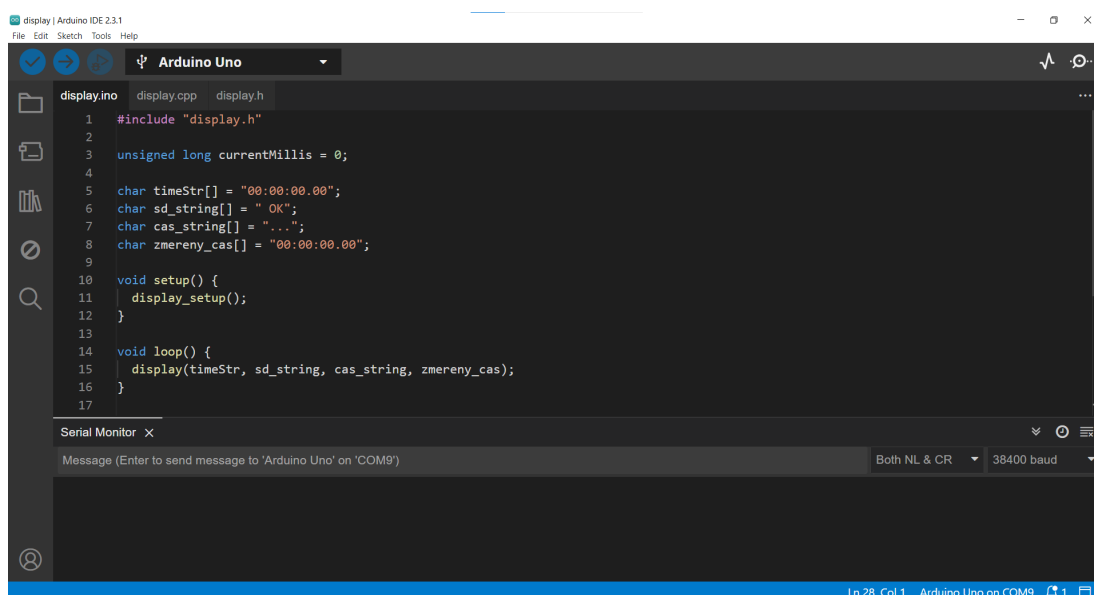 display | Arduino IDE 2.3.1
File Edit Sketch Tools Help
Arduino Uno
display.ino display.cpp display.h
1 #include "display.h"
2
3 unsigned long currentMillis = 0;
4
5 char timeStr[] = "00:00:00.00";
6 char sd_string[] = " OK";
7 char cas_string[] = "...";
8 char zmereny_cas[] = "00:00:00.00";
9
10 void setup() {
11 display_setup();
12 }
13
14 void loop() {
15 display(timeStr, sd_string, cas_string, zmereny_cas);
16 }
17
Serial Monitor
Message (Enter to send message to 'Arduino Uno' on 'COM9')
Both NL & CR
38400 baud
Ln 28, Col 1 Arduino Uno on COM9 1